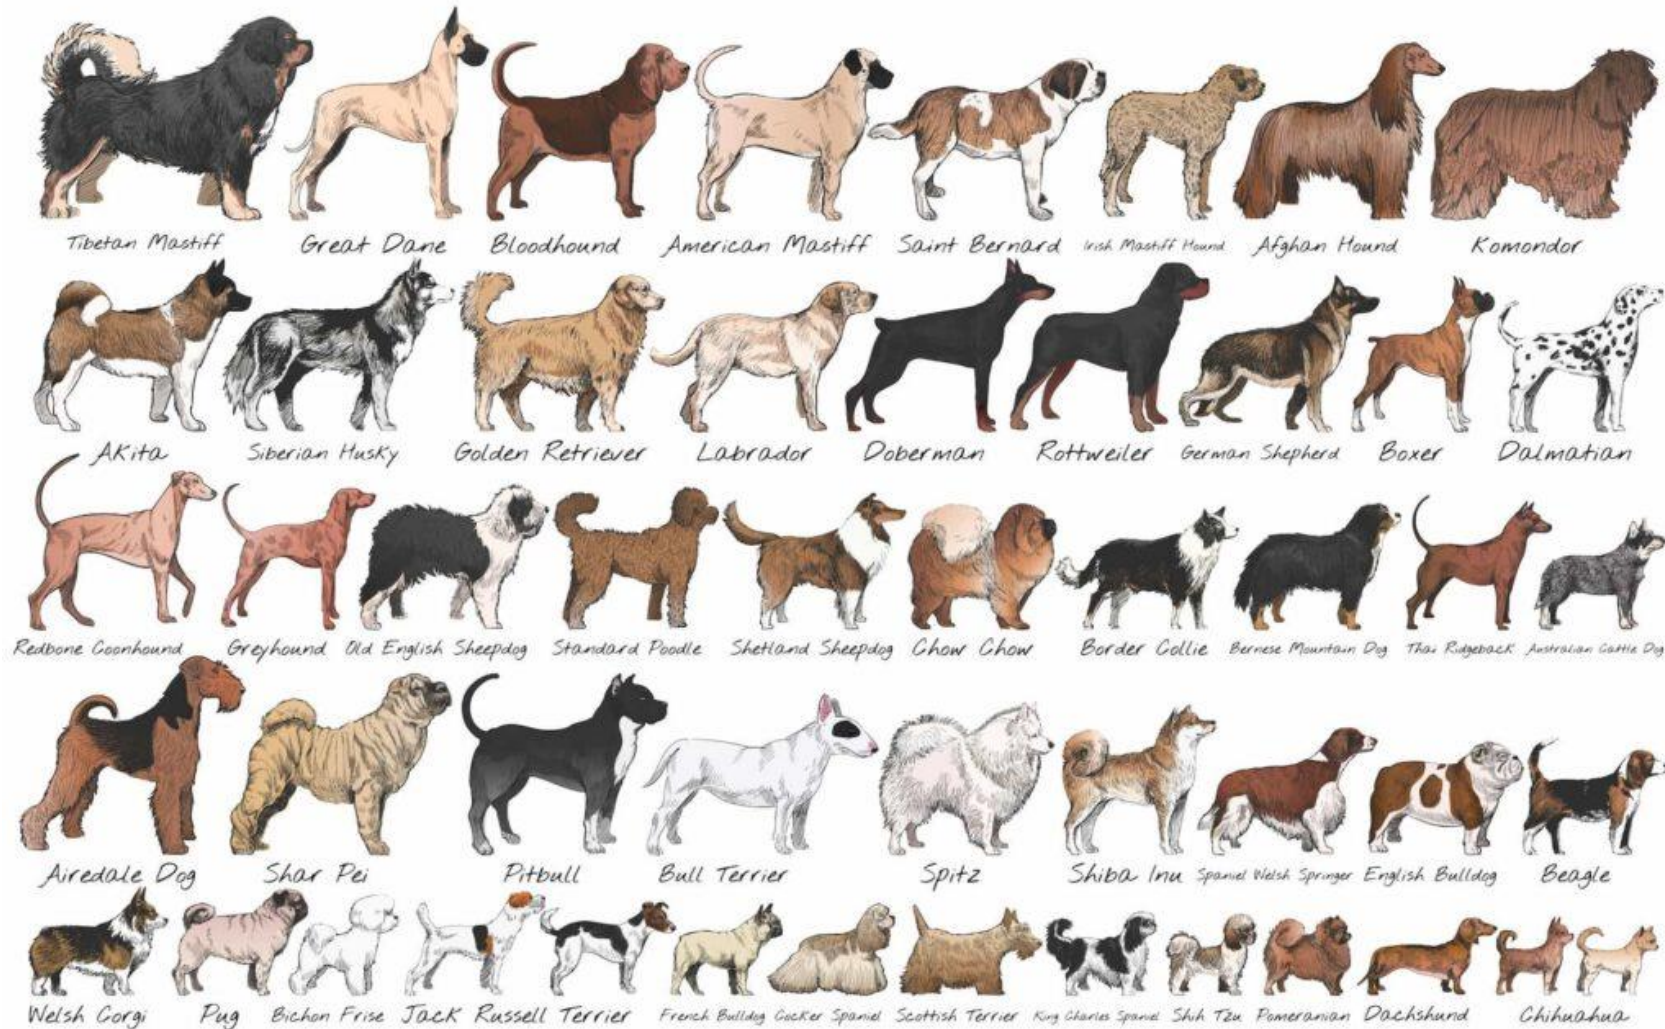 Tibetan Mastiff Great Dane Bloodhound American Mastiff Saint Bernard Irish Mastiff Hound Afghan Hound Komondor
Akita Siberian Husky Golden Retriever Labrador Doberman Rottweiler German Shepherd Boxer Dalmatian
Redbone Coonhound Greyhound Old English Sheepdog Standard Poodle Shetland Sheepdog Chow Chow Border Collie Bernese Mountain Dog Thai Ridgeback Australian Cattle Dog
Airedale Dog Shar Pei Pitbull Bull Terrier Spitz Shiba Inu Spaniel Welsh Springer English Bulldog Beagle
Welsh Corgi Pug Bichon Frise Jack Russell Terrier French Bulldog Cocker Spaniel Scottish Terrier King Charles Spaniel Shih Tzu Pomeranian Dachshund Chihuahua